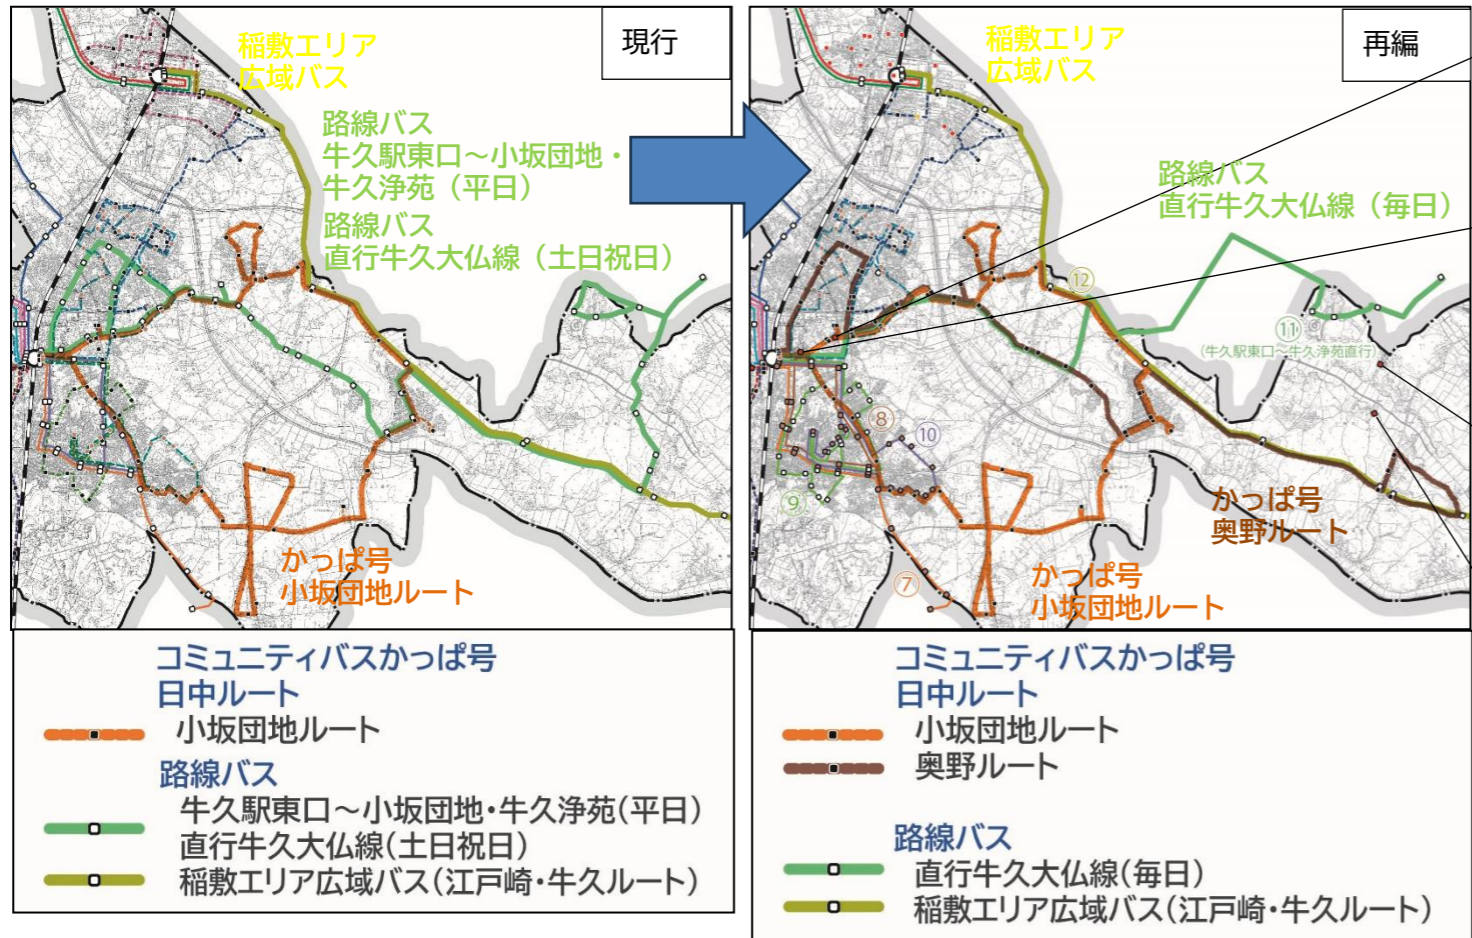 現行
稲敷エリア
広域バス
路線バス
牛久駅東口～小坂団地・
牛久浄苑（平日）
路線バス
直行牛久大仏線（土日祝日）
かっぱ号
小坂団地ルート
コミュニティバスかっぱ号
日中ルート
小坂団地ルート
路線バス
牛久駅東口～小坂団地・牛久浄苑(平日)
直行牛久大仏線(土日祝日)
稲敷エリア広域バス(江戸崎・牛久ルート)
再編
稲敷エリア
広域バス
路線バス
直行牛久大仏線（毎日）
⑫
⑪
(牛久駅東口～牛久浄苑直行)
⑧
⑩
⑨
⑦
かっぱ号
奥野ルート
かっぱ号
小坂団地ルート
コミュニティバスかっぱ号
日中ルート
小坂団地ルート
奥野ルート
路線バス
直行牛久大仏線(毎日)
稲敷エリア広域バス(江戸崎・牛久ルート)